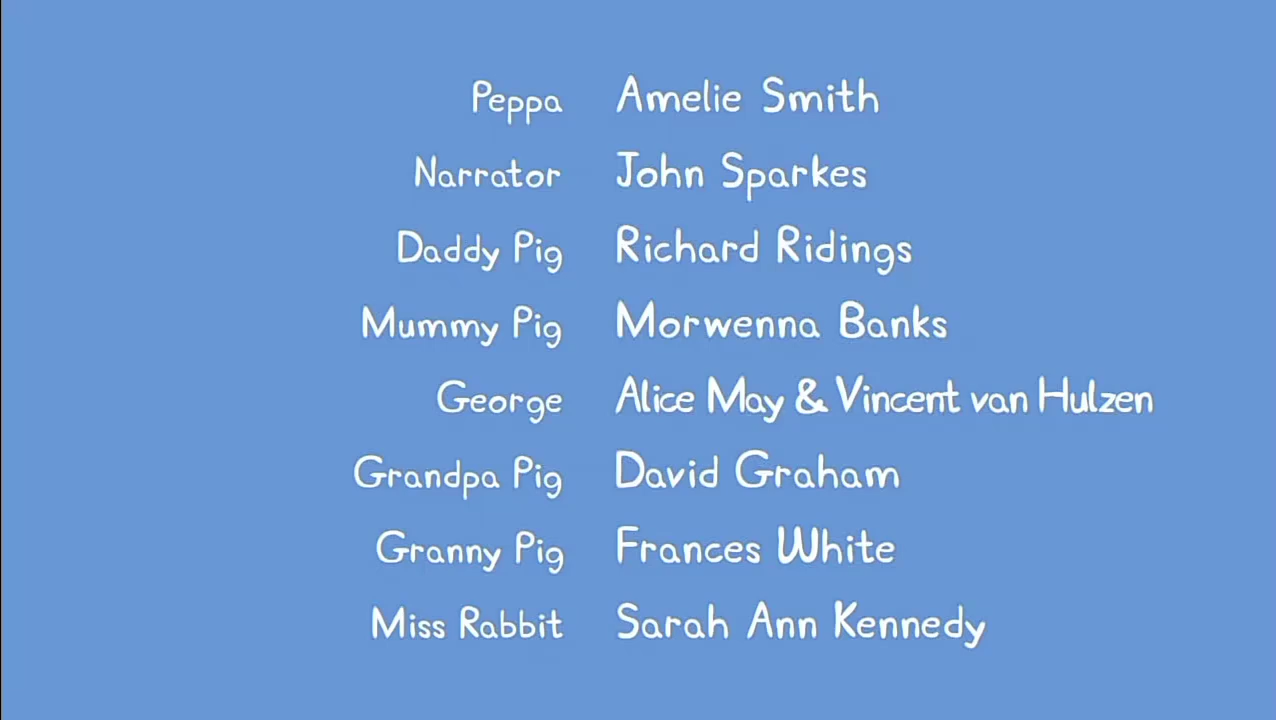 Peppa Amelie Smith
Narrator John Sparkes
Daddy Pig Richard Ridings
Mummy Pig Morwenna Banks
George Alice May & Vincent van Hulzen
Grandpa Pig David Graham
Granny Pig Frances White
Miss Rabbit Sarah Ann Kennedy